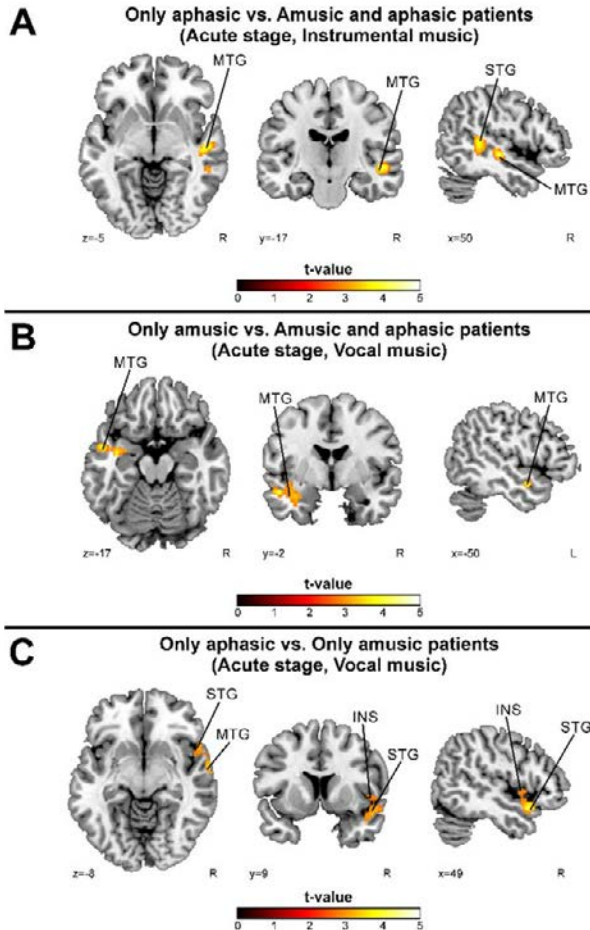 A
Only aphasic vs. Amusic and aphasic patients
(Acute stage, Instrumental music)
MTG
MTG
STG
MTG
z=-5 R
y=-17 R
x=50 R
t-value
0 1 2 3 4 5
B
Only amusic vs. Amusic and aphasic patients
(Acute stage, Vocal music)
MTG
MTG
MTG
z=-17 R
y=-2 R
x=-50 L
t-value
0 1 2 3 4 5
C
Only aphasic vs. Only amusic patients
(Acute stage, Vocal music)
STG
MTG
INS
STG
INS
STG
z=-8 R
y=9 R
x=49 R
t-value
0 1 2 3 4 5